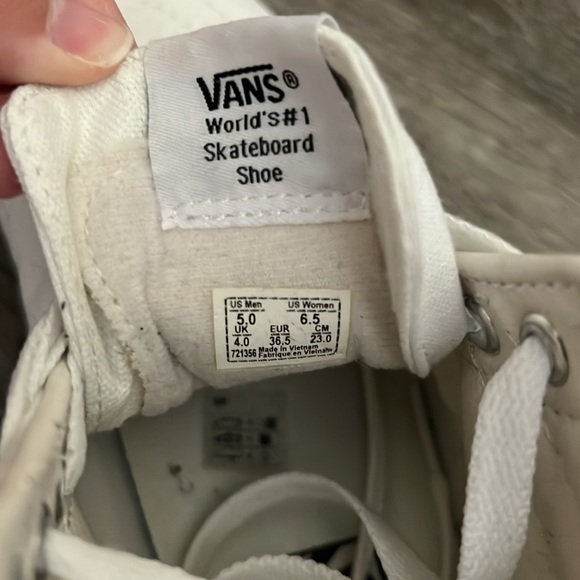 VANS®
World's#1
Skateboard
Shoe
US Men US Women
5.0 6.5
UK EUR CM
4.0 36.5 23.0
721356 Made in Vietnam
Fabrique en Vietnam